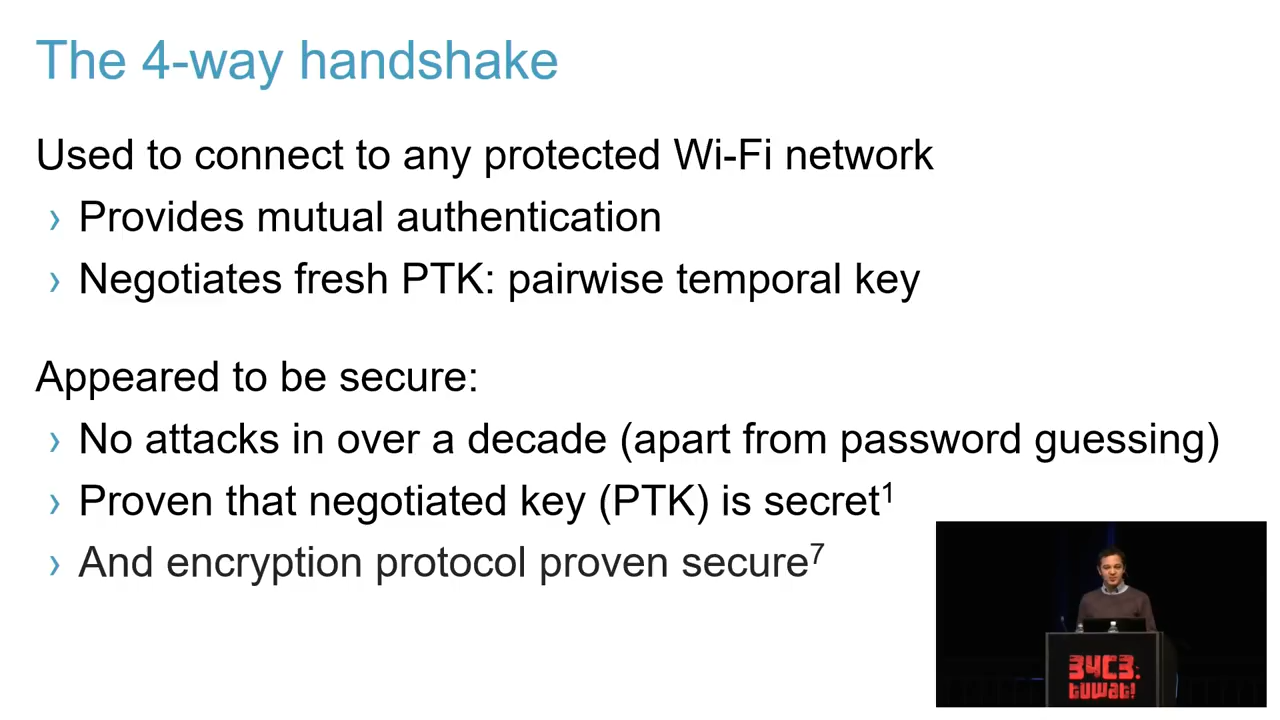 The 4-way handshake
Used to connect to any protected Wi-Fi network
› Provides mutual authentication
› Negotiates fresh PTK: pairwise temporal key
Appeared to be secure:
› No attacks in over a decade (apart from password guessing)
› Proven that negotiated key (PTK) is secret¹
› And encryption protocol proven secure⁷
34C3:
tuwat!